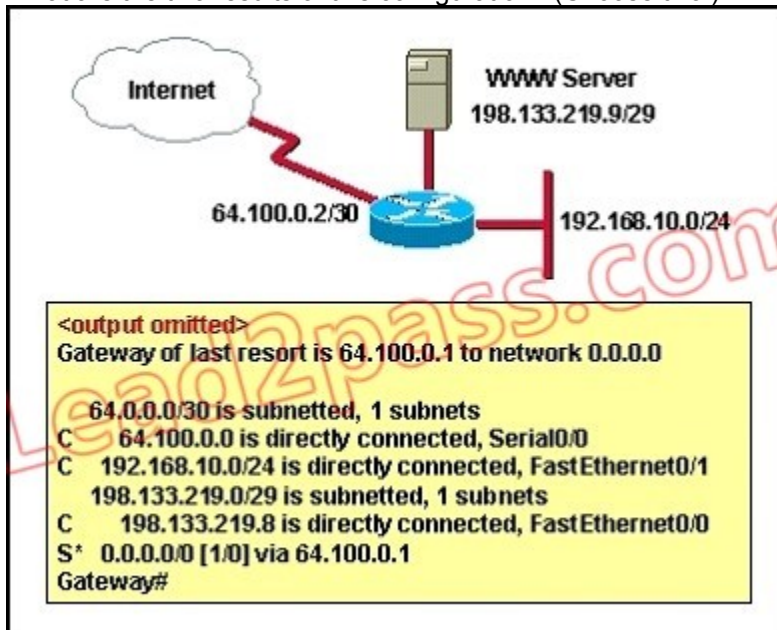 Internet
WWW Server
198.133.219.9/29
64.100.0.2/30
192.168.10.0/24
Lead2pass.com
<output omitted>
Gateway of last resort is 64.100.0.1 to network 0.0.0.0
64.0.0.0/30 is subnetted, 1 subnets
C 64.100.0.0 is directly connected, Serial0/0
C 192.168.10.0/24 is directly connected, FastEthernet0/1
198.133.219.0/29 is subnetted, 1 subnets
C 198.133.219.8 is directly connected, FastEthernet0/0
S* 0.0.0.0/0 [1/0] via 64.100.0.1
Gateway#